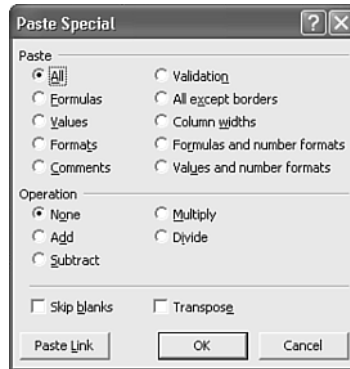 Paste Special
Paste
All
Validation
Formulas
All except borders
Values
Column widths
Formats
Formulas and number formats
Comments
Values and number formats
Operation
None
Multiply
Add
Divide
Subtract
Skip blanks
Transpose
Paste Link
OK
Cancel